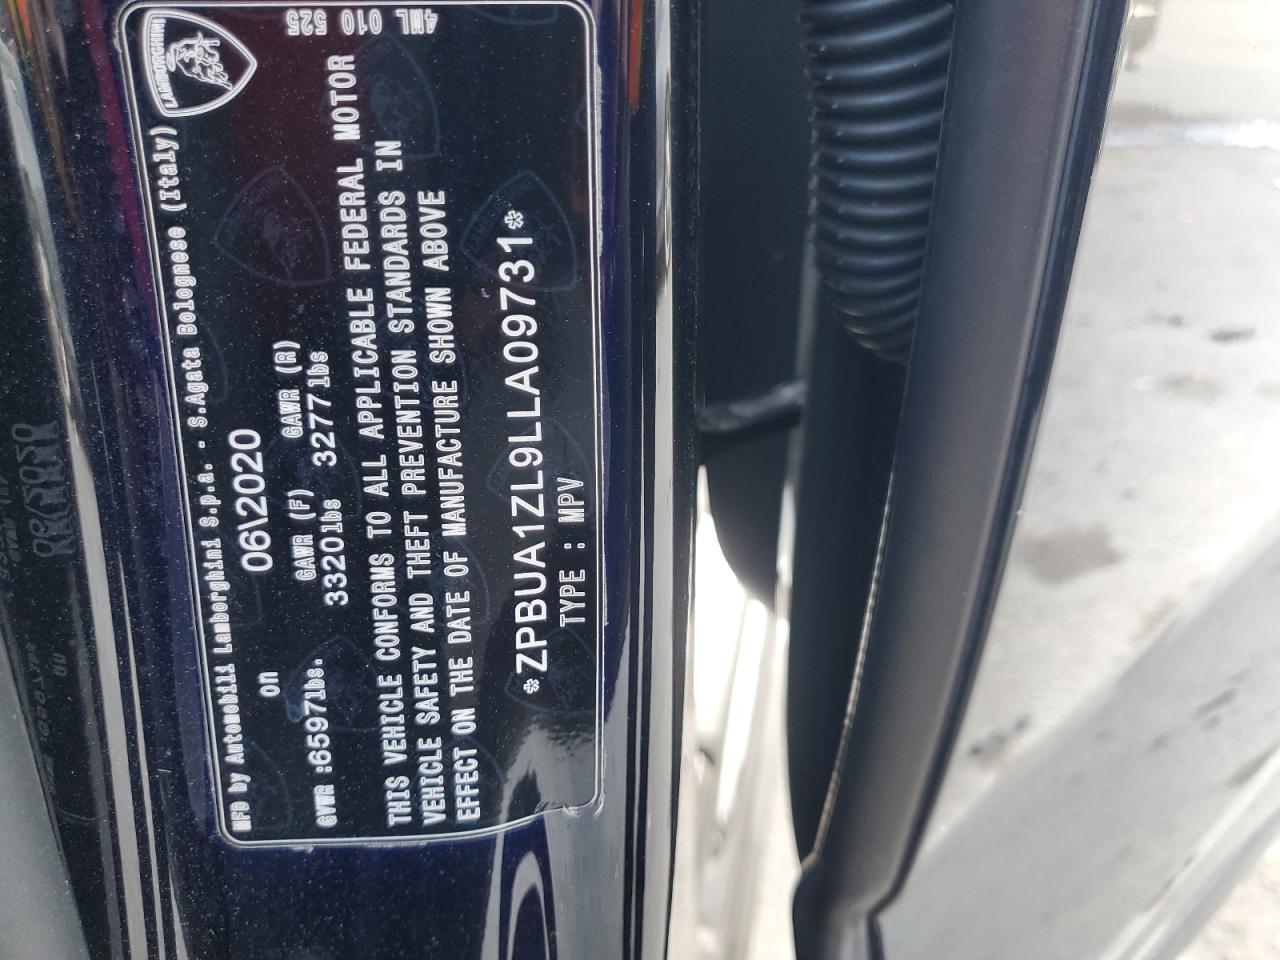 MFD by Automobili Lamborghini S.p.a. - S.Agata Bolognese (Italy)
LAMBORGHINI
on 06\2020
GAWR (F) GAWR (R)
GVWR :6597lbs. 3320lbs 3277lbs
THIS VEHICLE CONFORMS TO ALL APPLICABLE FEDERAL MOTOR
VEHICLE SAFETY AND THEFT PREVENTION STANDARDS IN
EFFECT ON THE DATE OF MANUFACTURE SHOWN ABOVE
*ZPBUA1ZL9LLA09731*
TYPE : MPV
4ML 010 525